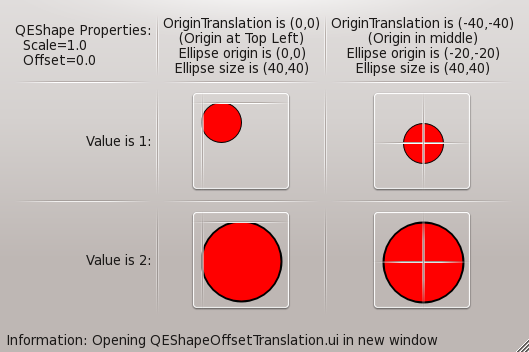 QEShape Properties:
Scale=1.0
Offset=0.0
OriginTranslation is (0,0)
(Origin at Top Left)
Ellipse origin is (0,0)
Ellipse size is (40,40)
OriginTranslation is (-40,-40)
(Origin in middle)
Ellipse origin is (-20,-20)
Ellipse size is (40,40)
Value is 1:
Value is 2:
Information: Opening QEShapeOffsetTranslation.ui in new window